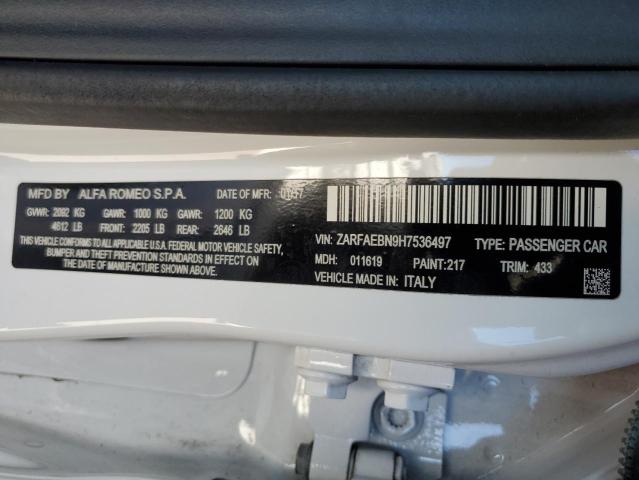 MFD BY ALFA ROMEO S.P.A. DATE OF MFR: 01/17
GVWR: 2092 KG GAWR: 1000 KG GAWR: 1200 KG
4612 LB FRONT: 2205 LB REAR: 2646 LB
THIS VEHICLE CONFORMS TO ALL APPLICABLE U.S.A. FEDERAL MOTOR VEHICLE SAFETY,
BUMPER AND THEFT PREVENTION STANDARDS IN EFFECT ON THE DATE OF MANUFACTURE SHOWN ABOVE.
VIN: ZARFAEBN9H7536497 TYPE: PASSENGER CAR
MDH: 011619 PAINT:217 TRIM: 433
VEHICLE MADE IN: ITALY